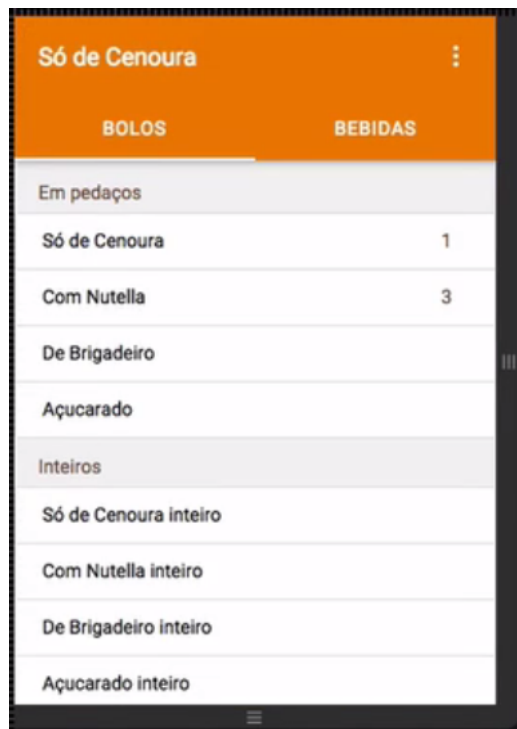 Só de Cenoura
BOLOS BEBIDAS
Em pedaços
Só de Cenoura 1
Com Nutella 3
De Brigadeiro
Açucarado
Inteiros
Só de Cenoura inteiro
Com Nutella inteiro
De Brigadeiro inteiro
Açucarado inteiro